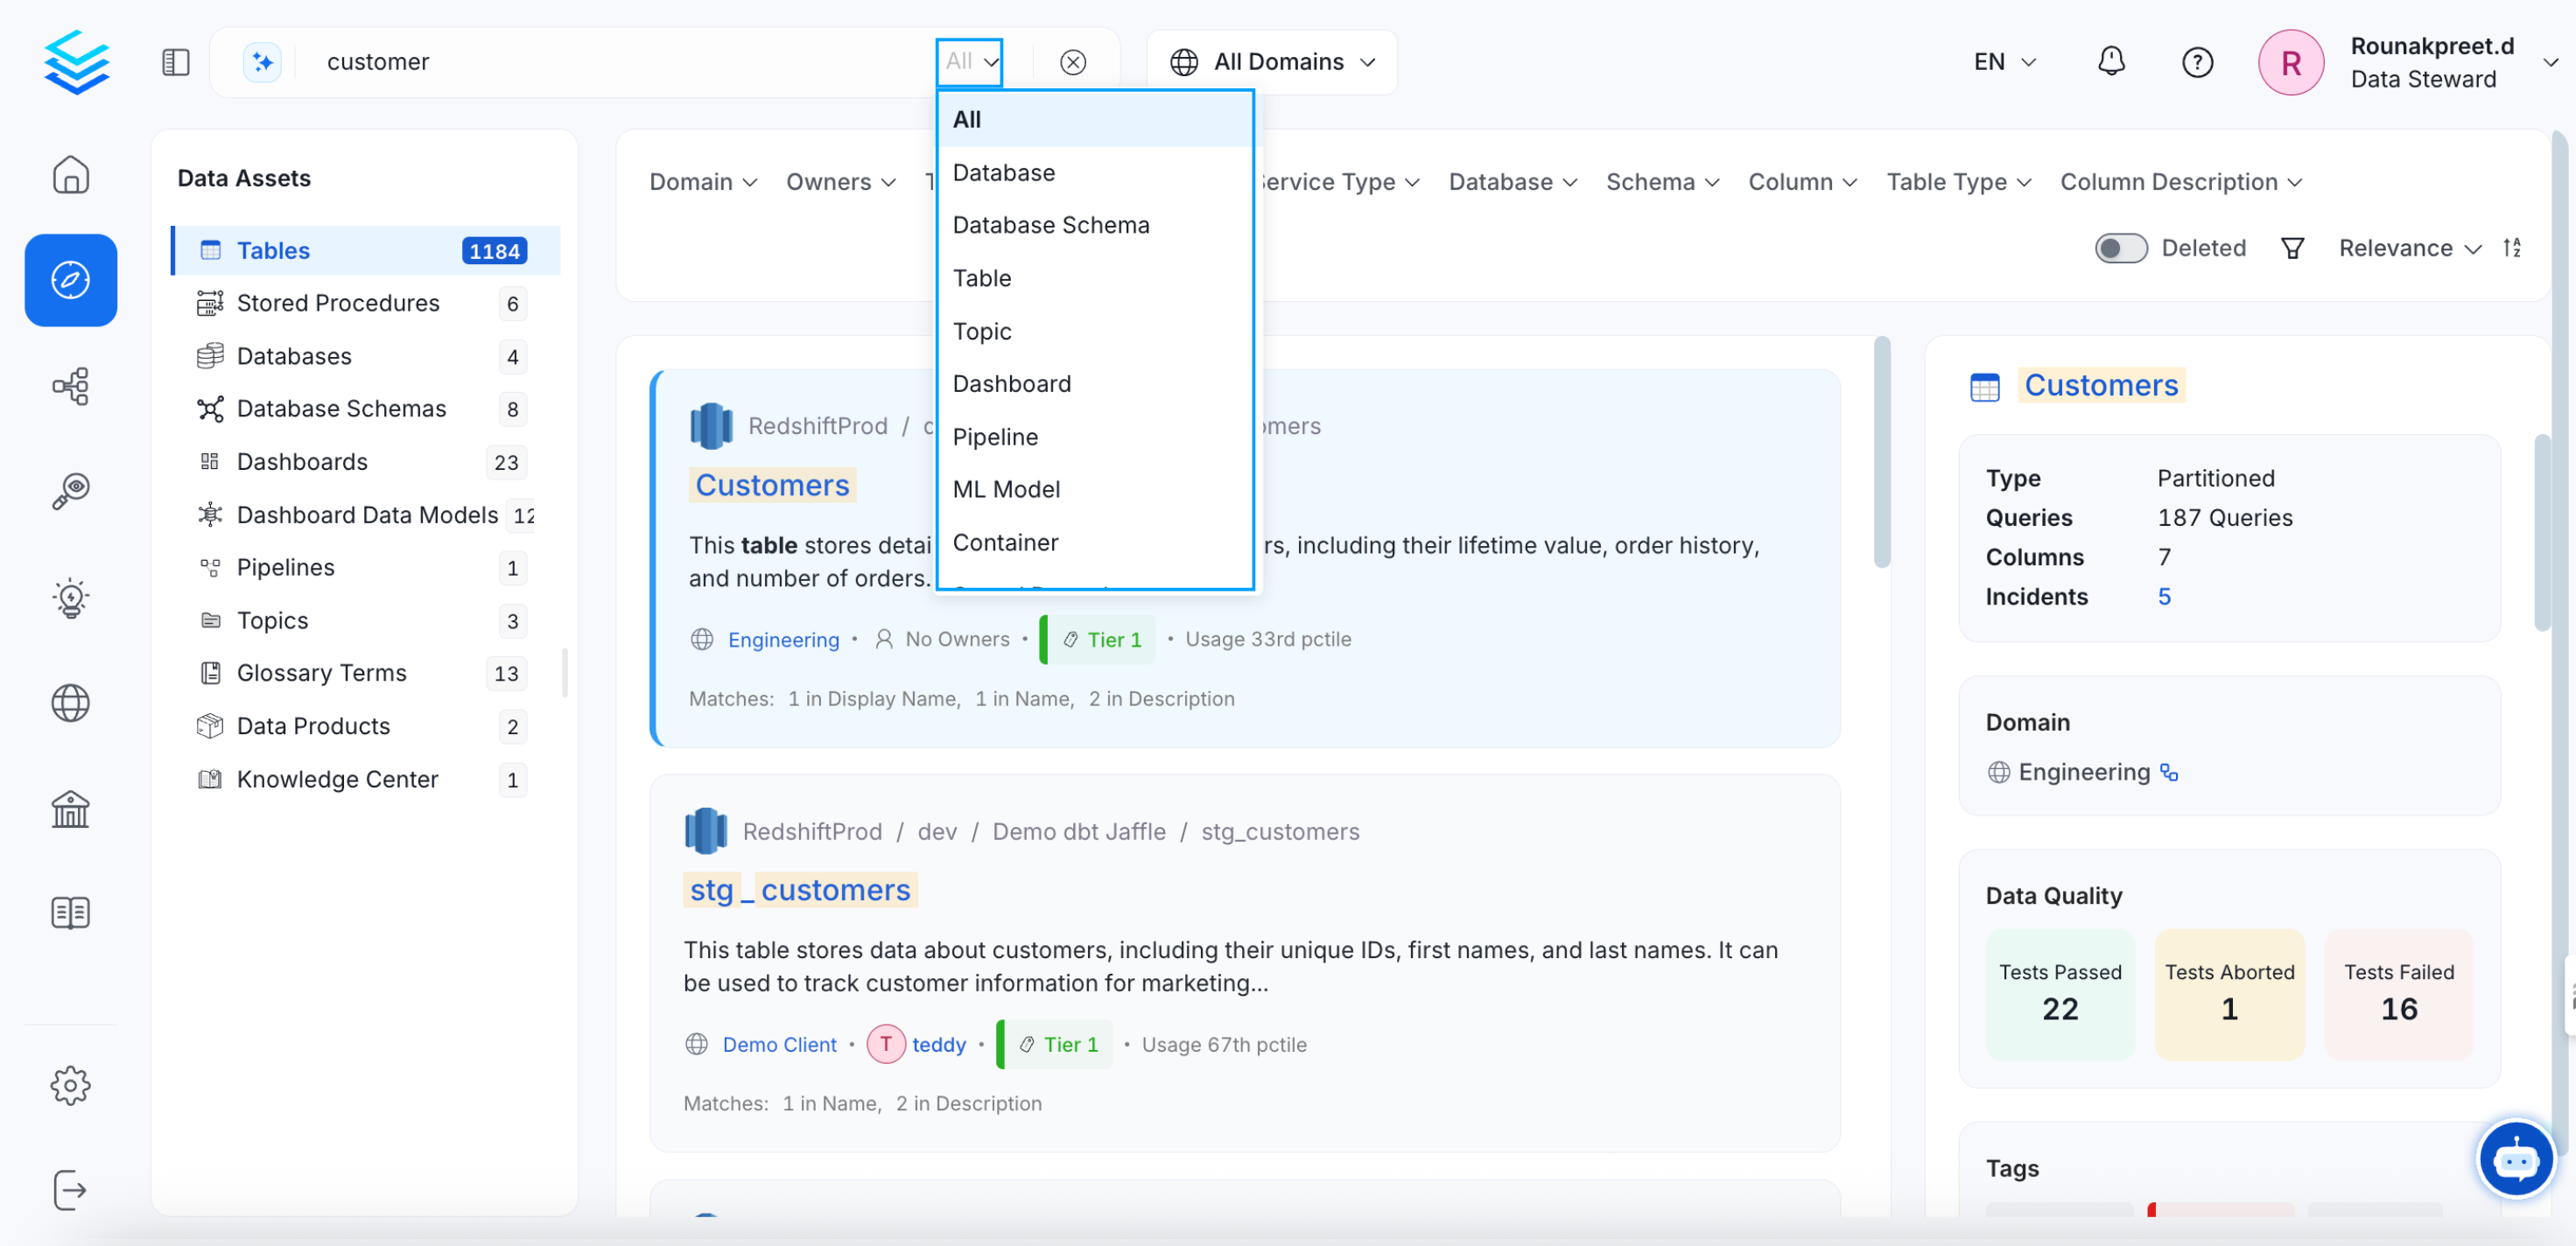 customer
All
All Domains
EN
R
Rounakpreet.d
Data Steward
All
Database
Database Schema
Table
Topic
Dashboard
Pipeline
ML Model
Container
Data Assets
Tables 1184
Stored Procedures 6
Databases 4
Database Schemas 8
Dashboards 23
Dashboard Data Models 12
Pipelines 1
Topics 3
Glossary Terms 13
Data Products 2
Knowledge Center 1
Domain Owners T Service Type Database Schema Column Table Type Column Description
Deleted Relevance
RedshiftProd / d omers
Customers
This table stores detai rs, including their lifetime value, order history,
and number of orders.
Engineering • No Owners • Tier 1 • Usage 33rd pctile
Matches: 1 in Display Name, 1 in Name, 2 in Description
RedshiftProd / dev / Demo dbt Jaffle / stg_customers
stg_customers
This table stores data about customers, including their unique IDs, first names, and last names. It can
be used to track customer information for marketing...
Demo Client • T teddy • Tier 1 • Usage 67th pctile
Matches: 1 in Name, 2 in Description
Customers
Type Partitioned
Queries 187 Queries
Columns 7
Incidents 5
Domain
Engineering
Data Quality
Tests Passed
22
Tests Aborted
1
Tests Failed
16
Tags